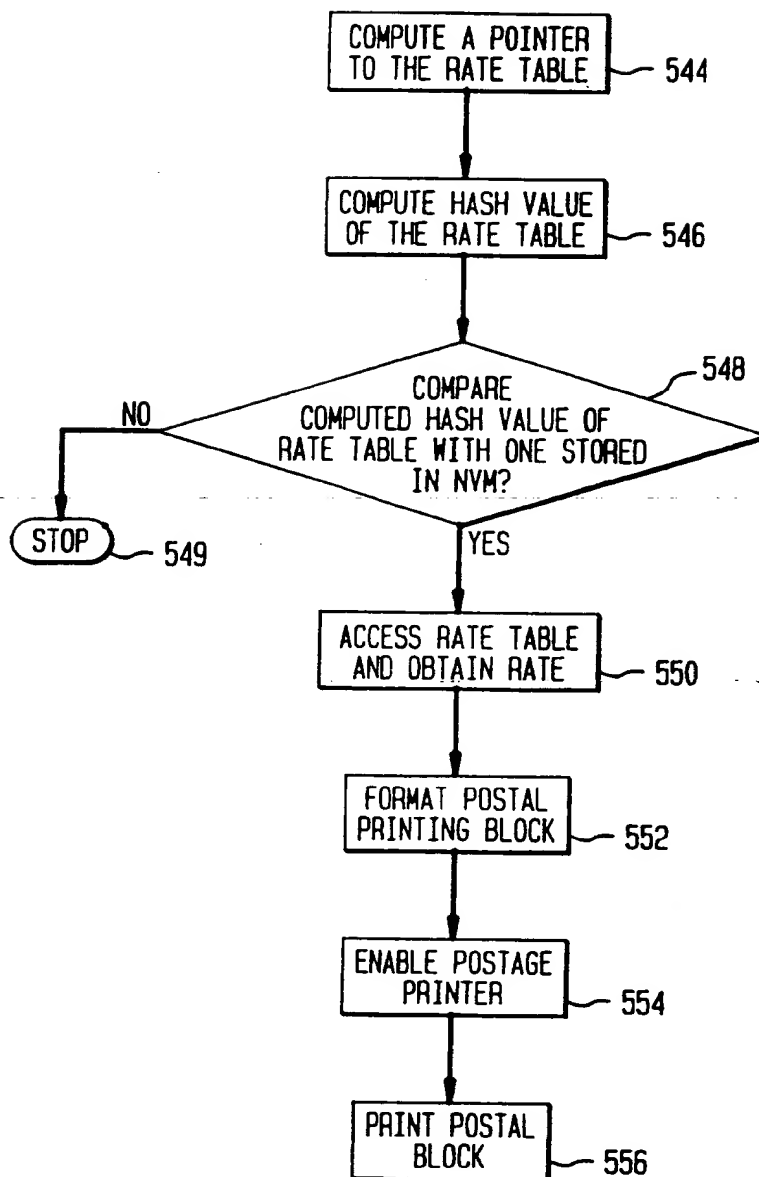 COMPUTE A POINTER
TO THE RATE TABLE
544
COMPUTE HASH VALUE
OF THE RATE TABLE
546
548
COMPARE
COMPUTED HASH VALUE OF
RATE TABLE WITH ONE STORED
IN NVM?
NO
STOP
549
YES
ACCESS RATE TABLE
AND OBTAIN RATE
550
FORMAT POSTAL
PRINTING BLOCK
552
ENABLE POSTAGE
PRINTER
554
PRINT POSTAL
BLOCK
556